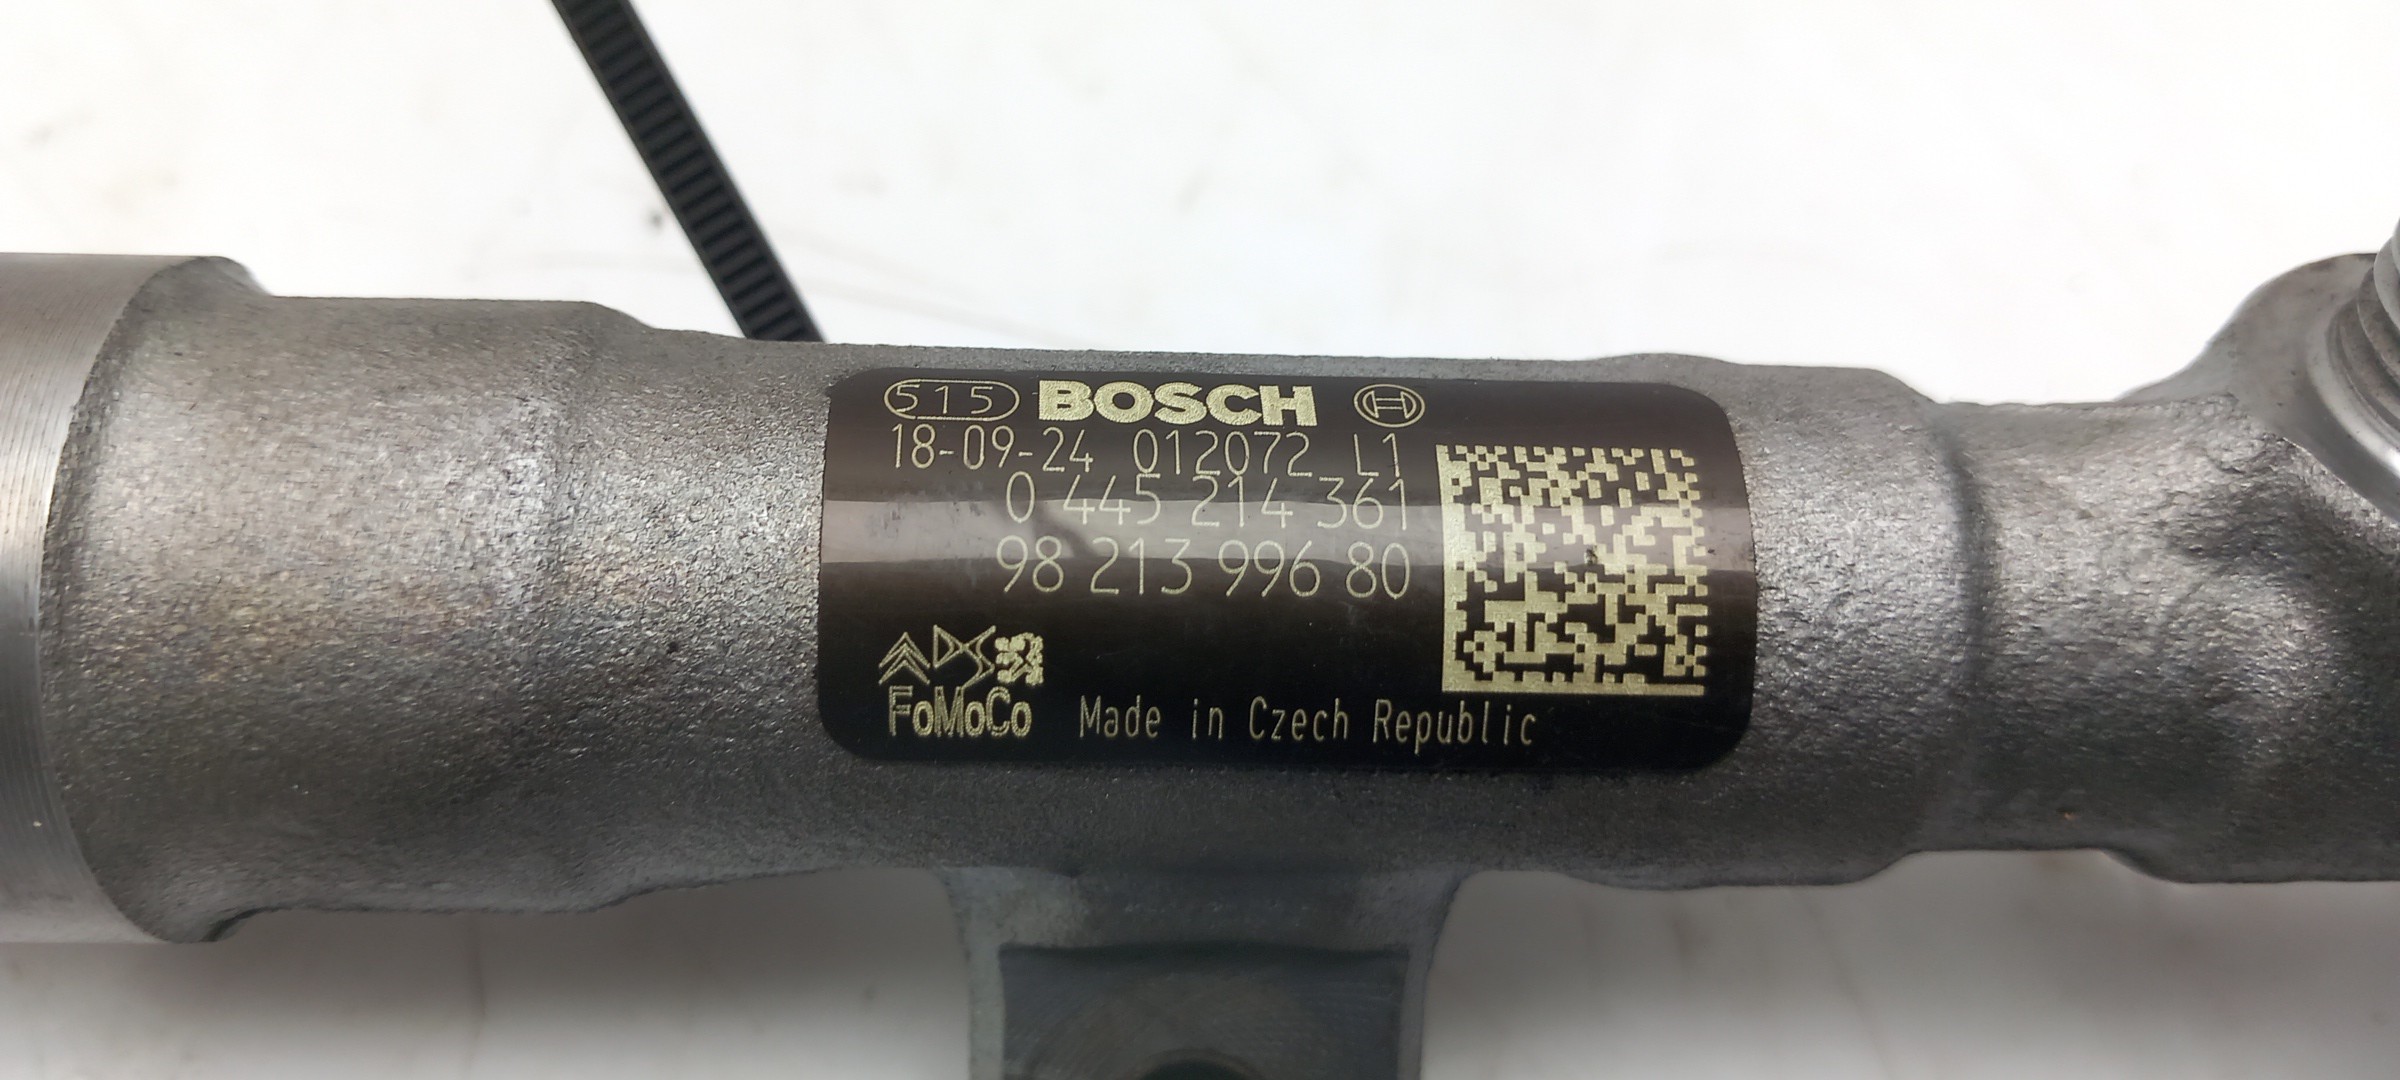 515 BOSCH
18-09-24 012072 L1
0 445 214 361
98 213 996 80
DS
FoMoCo Made in Czech Republic